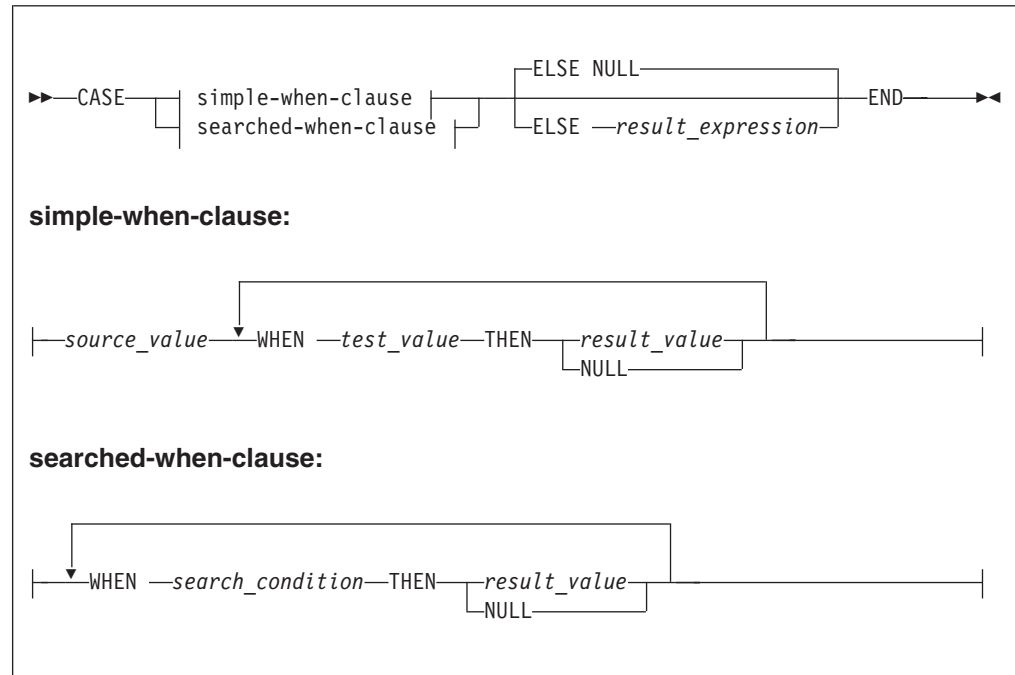 ELSE NULL
CASE simple-when-clause END
searched-when-clause ELSE result_expression
simple-when-clause:
source_value WHEN test_value THEN result_value
NULL
searched-when-clause:
WHEN search_condition THEN result_value
NULL